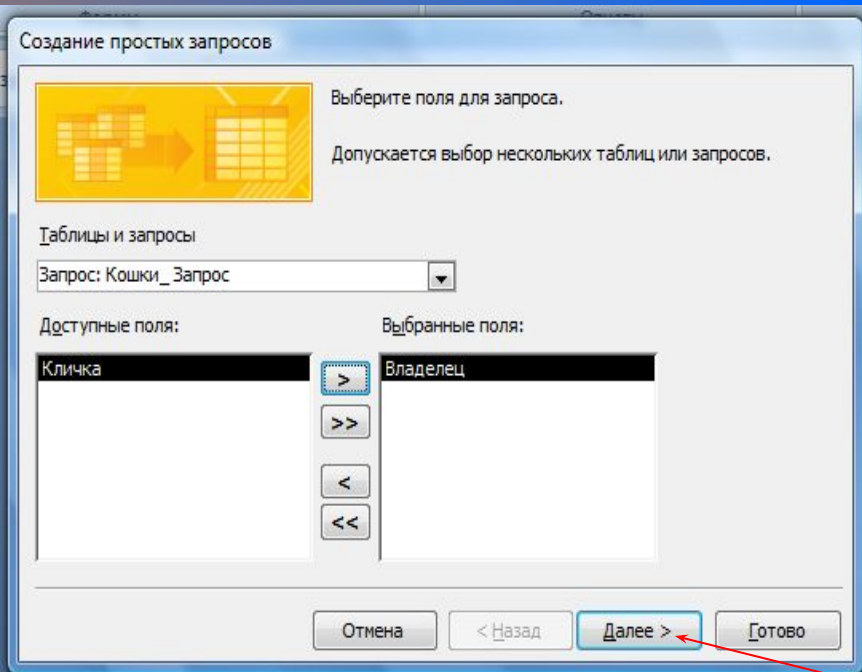 Создание простых запросов
Выберите поля для запроса.
Допускается выбор нескольких таблиц или запросов.
Таблицы и запросы
Запрос: Кошки_ Запрос
Доступные поля:
Выбранные поля:
Кличка
Владелец
>
>>
<
<<
Отмена
< Назад
Далее >
Готово